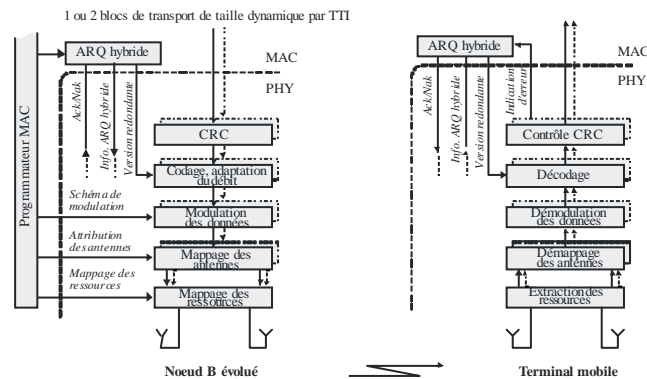 1 ou 2 blocs de transport de taille dynamique par TTI
Programmateur MAC
ARQ hybride
MAC
PHY
Ack/Nak
Info. ARQ hybride
Version redondante
CRC
Codage, adaptation
du débit
Schéma de
modulation
Modulation
des données
Attribution
des antennes
Mappage des
antennes
Mappage des
ressources
Mappage des
ressources
Noeud B évolué
ARQ hybride
MAC
PHY
Ack/Nak
Info. ARQ hybride
Version redondante
Indication
d'erreur
Contrôle CRC
Décodage
Démodulation
des données
Démappage
des antennes
Extraction des
ressources
Terminal mobile